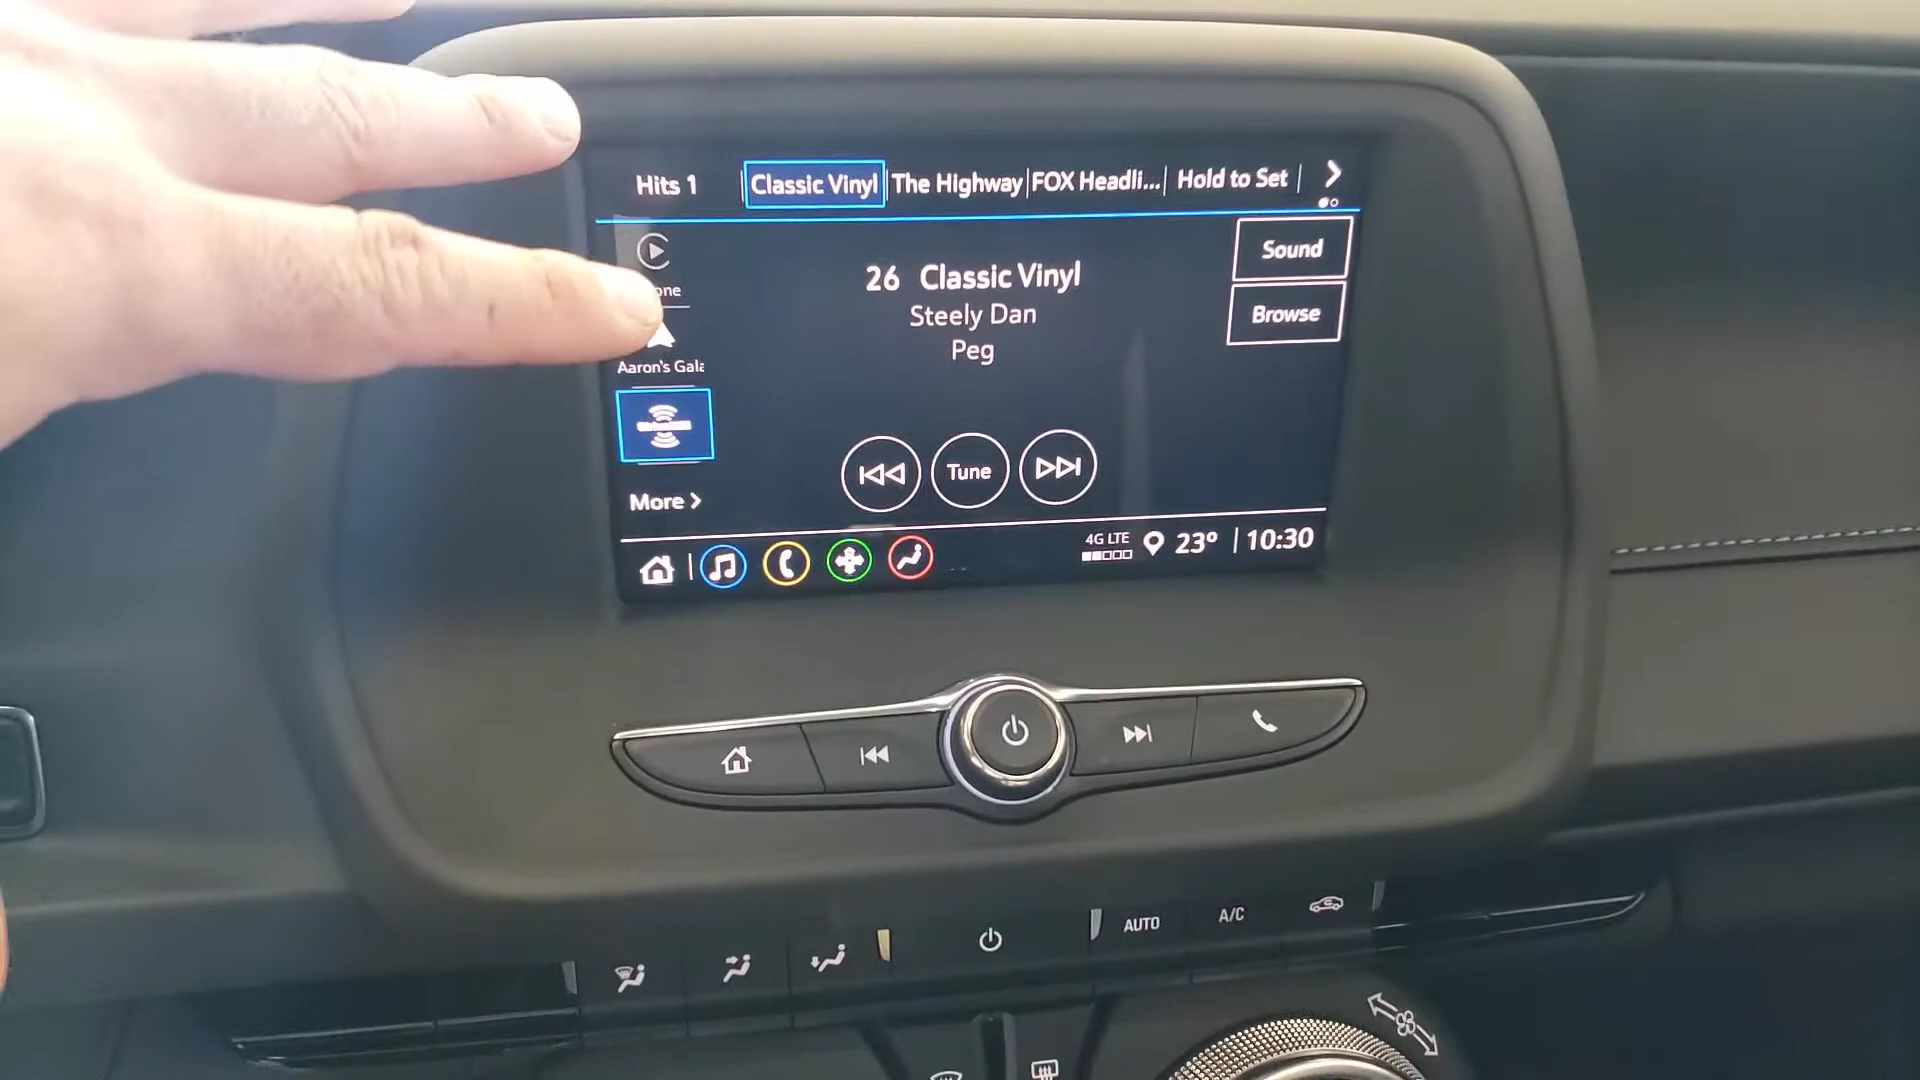 Hits 1
Classic Vinyl
The Highway
FOX Headli...
Hold to Set
Sound
Browse
26 Classic Vinyl
Steely Dan
Peg
one
Aaron's Gala
More >
Tune
4G LTE
23° 10:30
AUTO
A/C